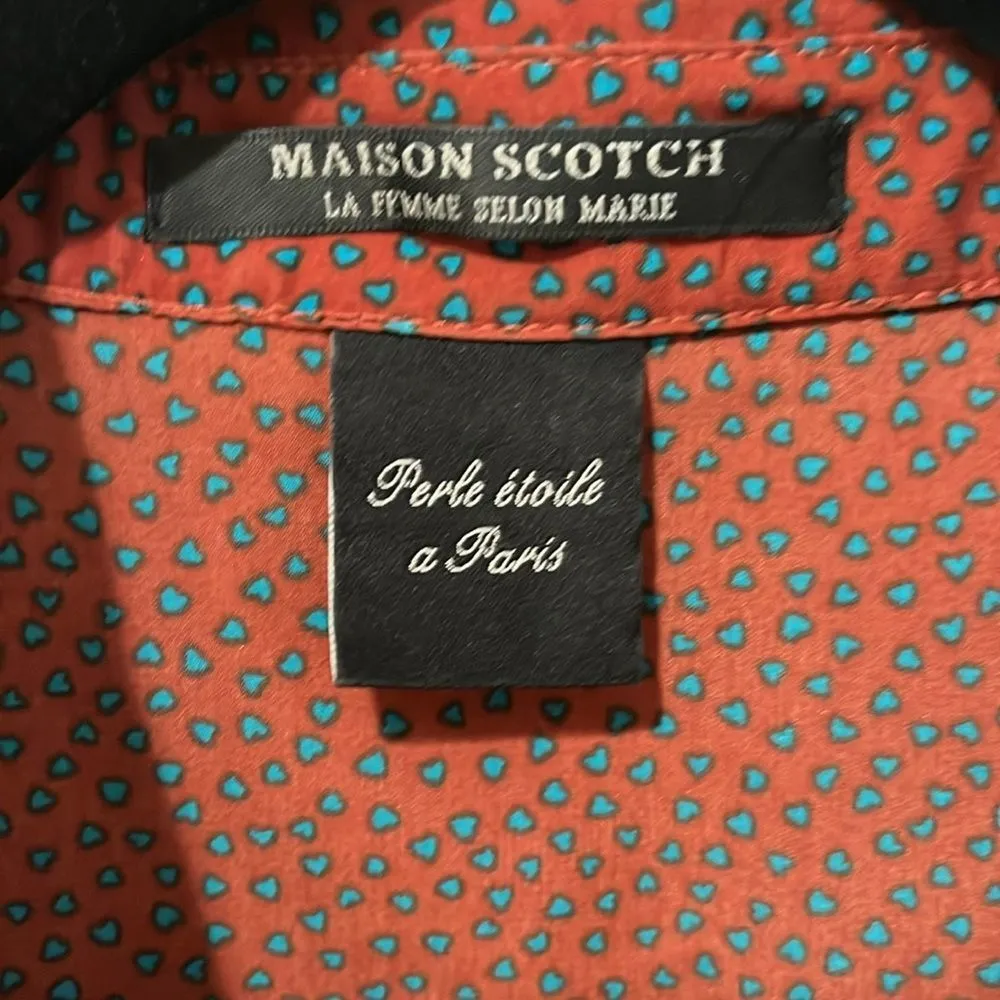 MAISON SCOTCH
LA FEMME SELON MARIE
Perle étoile
a Paris